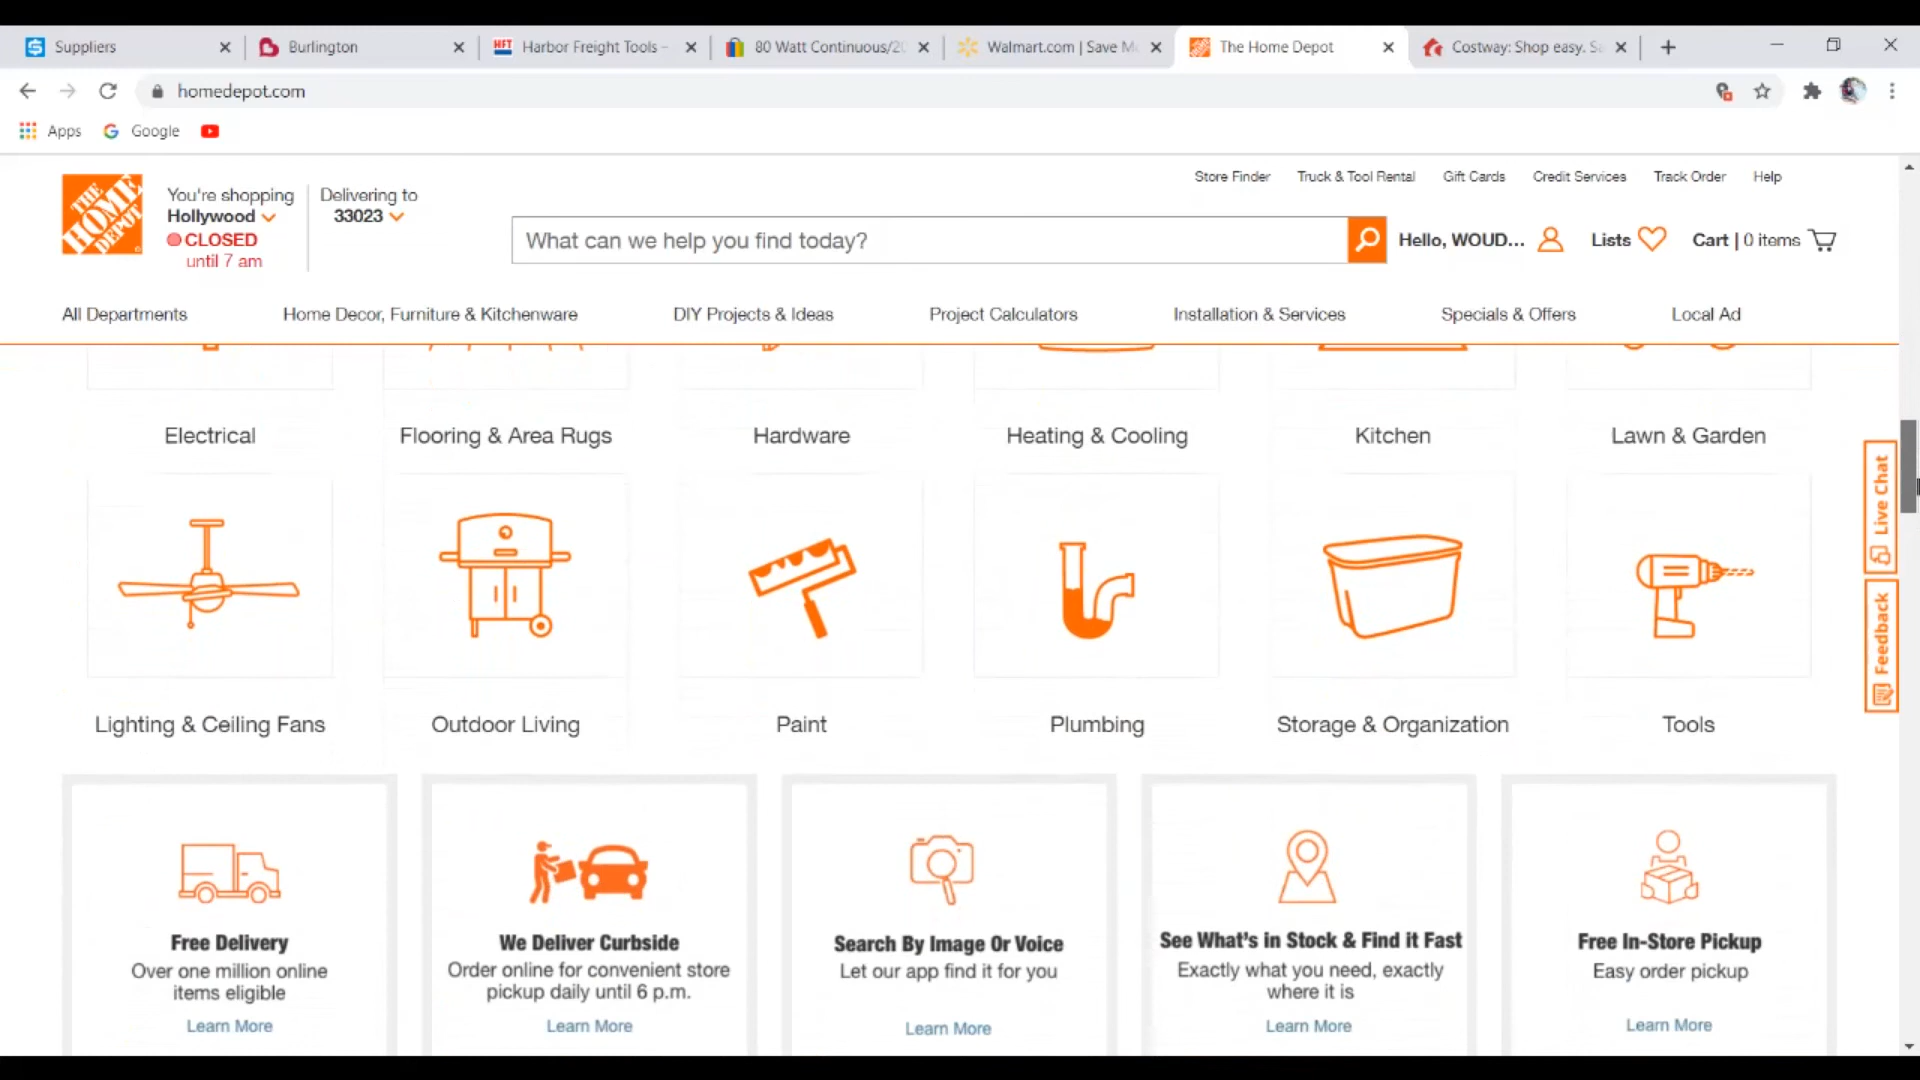 Suppliers
Burlington
HFT Harbor Freight Tools –
80 Watt Continuous/20
Walmart.com | Save M
The Home Depot
Costway: Shop easy. S
homedepot.com
Apps
Google
THE HOME DEPOT
You're shopping
Hollywood
CLOSED
until 7 am
Delivering to
33023
Store Finder
Truck & Tool Rental
Gift Cards
Credit Services
Track Order
Help
What can we help you find today?
Hello, WOUD...
Lists
Cart | 0 items
All Departments
Home Decor, Furniture & Kitchenware
DIY Projects & Ideas
Project Calculators
Installation & Services
Specials & Offers
Local Ad
Electrical
Flooring & Area Rugs
Hardware
Heating & Cooling
Kitchen
Lawn & Garden
Live Chat
Feedback
Lighting & Ceiling Fans
Outdoor Living
Paint
Plumbing
Storage & Organization
Tools
Free Delivery
Over one million online
items eligible
Learn More
We Deliver Curbside
Order online for convenient store
pickup daily until 6 p.m.
Learn More
Search By Image Or Voice
Let our app find it for you
Learn More
See What's in Stock & Find it Fast
Exactly what you need, exactly
where it is
Learn More
Free In-Store Pickup
Easy order pickup
Learn More